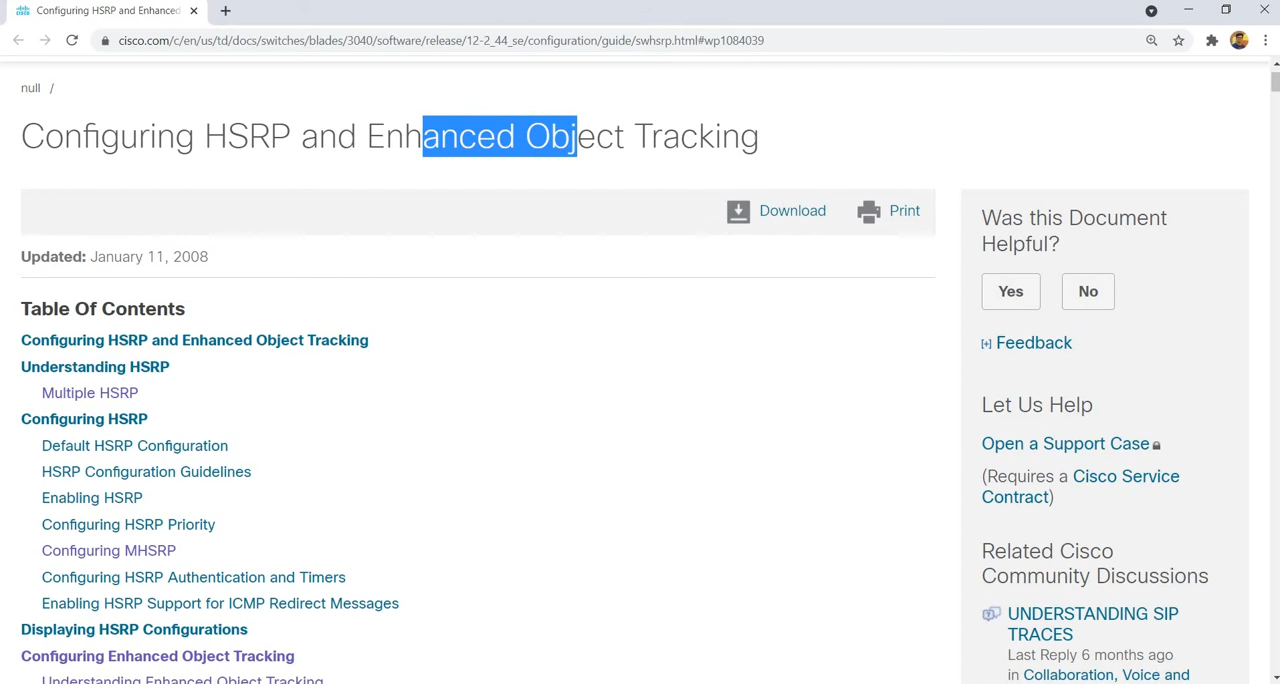 Configuring HSRP and Enhanced
cisco.com/c/en/us/td/docs/switches/blades/3040/software/release/12-2_44_se/configuration/guide/swhsrp.html#wp1084039
null /
Configuring HSRP and Enhanced Object Tracking
Download
Print
Updated: January 11, 2008
Table Of Contents
Configuring HSRP and Enhanced Object Tracking
Understanding HSRP
Multiple HSRP
Configuring HSRP
Default HSRP Configuration
HSRP Configuration Guidelines
Enabling HSRP
Configuring HSRP Priority
Configuring MHSRP
Configuring HSRP Authentication and Timers
Enabling HSRP Support for ICMP Redirect Messages
Displaying HSRP Configurations
Configuring Enhanced Object Tracking
Understanding Enhanced Object Tracking
Was this Document
Helpful?
Yes
No
[+] Feedback
Let Us Help
Open a Support Case
(Requires a Cisco Service
Contract)
Related Cisco
Community Discussions
UNDERSTANDING SIP
TRACES
Last Reply 6 months ago
in Collaboration, Voice and